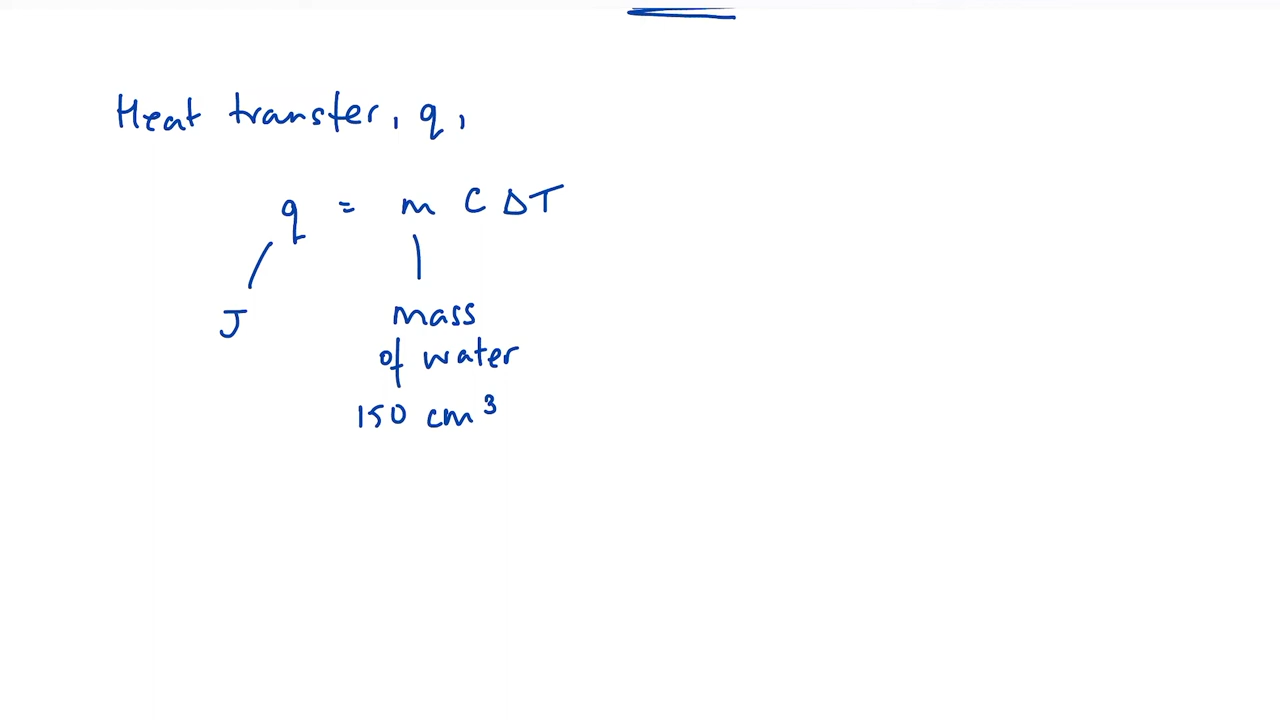 Heat transfer, q,
q = m C ΔT
J
mass
of water
150 cm³